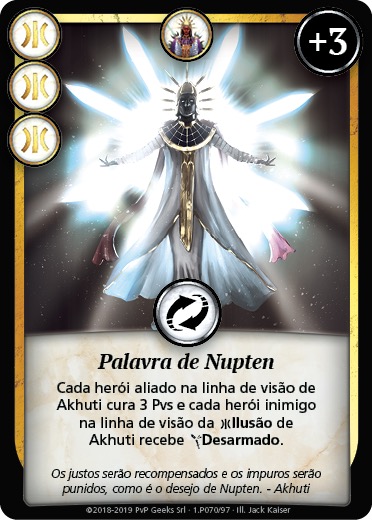 +3
Palavra de Nupten
Cada herói aliado na linha de visão de
Akhuti cura 3 Pvs e cada herói inimigo
na linha de visão da Ilusão de
Akhuti recebe Desarmado.
Os justos serão recompensados e os impuros serão
punidos, como é o desejo de Nupten. - Akhuti
©2018-2019 PvP Geeks Srl · 1.P070/97 · Ill. Jack Kaiser